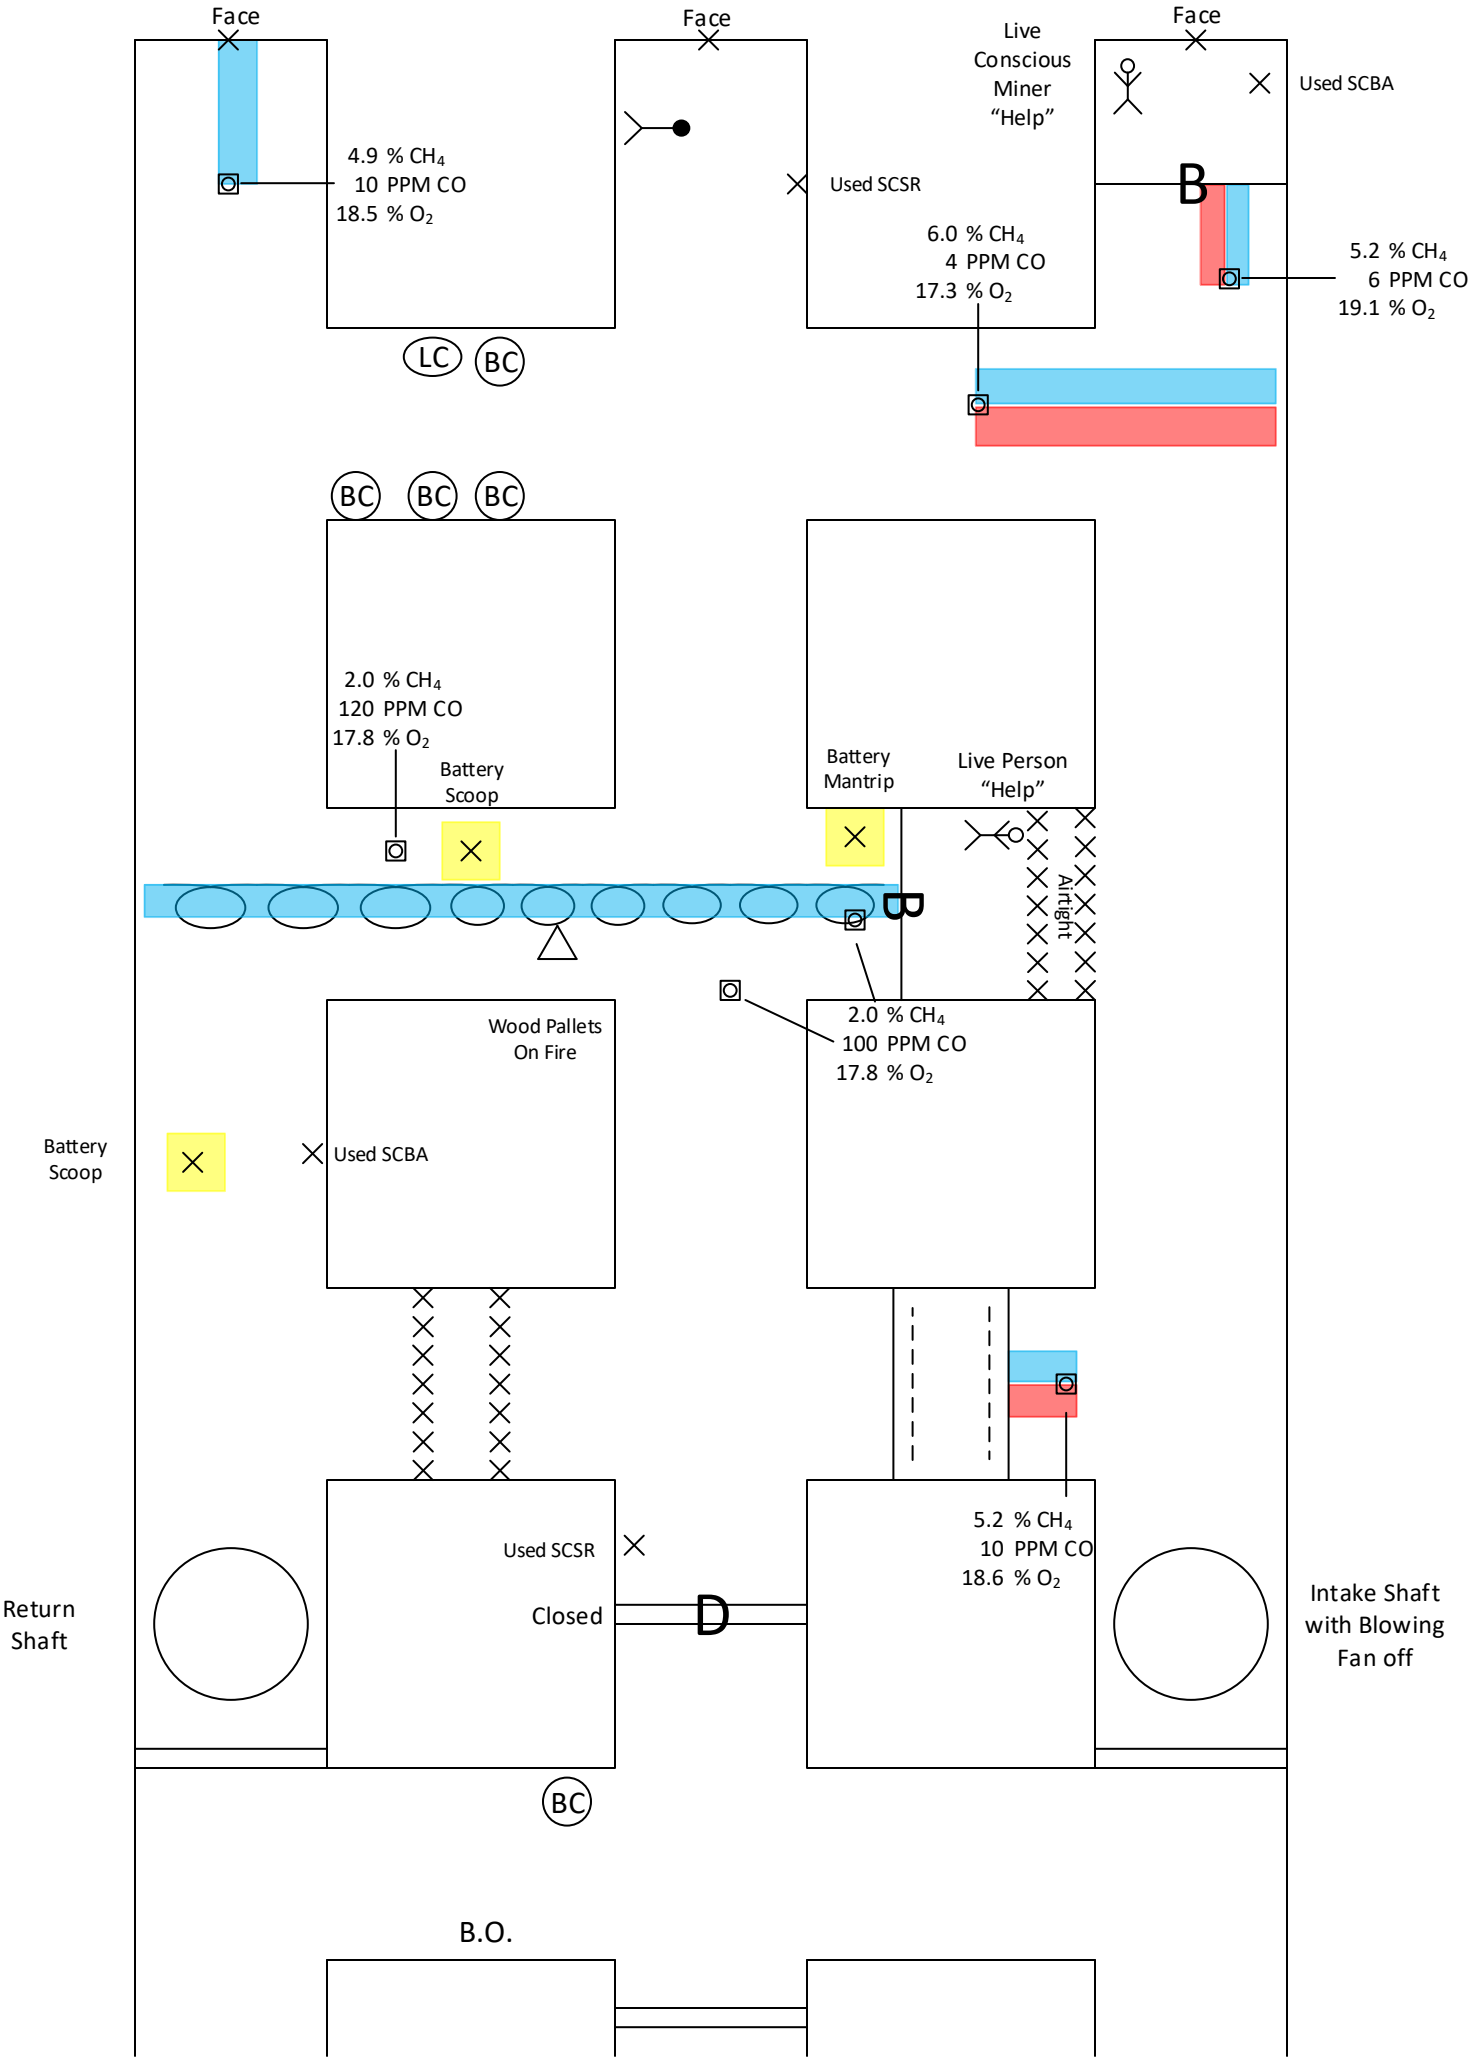 Face
Face
Face
Live
Conscious
Miner
“Help”
Used SCBA
4.9 % CH₄
10 PPM CO
18.5 % O₂
Used SCSR
B
6.0 % CH₄
4 PPM CO
17.3 % O₂
5.2 % CH₄
6 PPM CO
19.1 % O₂
LC
BC
BC
BC
BC
2.0 % CH₄
120 PPM CO
17.8 % O₂
Battery
Scoop
Battery
Mantrip
Live Person
“Help”
Airtight
B
Wood Pallets
On Fire
2.0 % CH₄
100 PPM CO
17.8 % O₂
Battery
Scoop
Used SCBA
5.2 % CH₄
10 PPM CO
18.6 % O₂
Used SCSR
Closed
D
Return
Shaft
Intake Shaft
with Blowing
Fan off
BC
B.O.